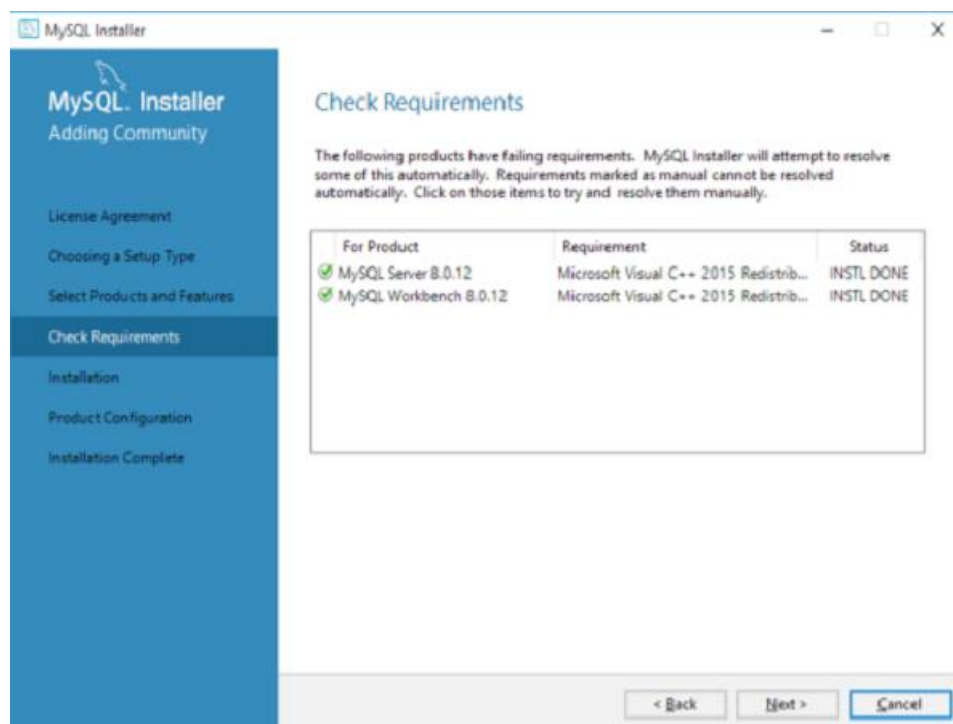 MySQL Installer
MySQL. Installer
Adding Community
License Agreement
Choosing a Setup Type
Select Products and Features
Check Requirements
Installation
Product Configuration
Installation Complete
Check Requirements
The following products have failing requirements. MySQL Installer will attempt to resolve
some of this automatically. Requirements marked as manual cannot be resolved
automatically. Click on those items to try and resolve them manually.
For Product Requirement Status
MySQL Server 8.0.12 Microsoft Visual C++ 2015 Redistrib... INSTL DONE
MySQL Workbench 8.0.12 Microsoft Visual C++ 2015 Redistrib... INSTL DONE
< Back Next > Cancel